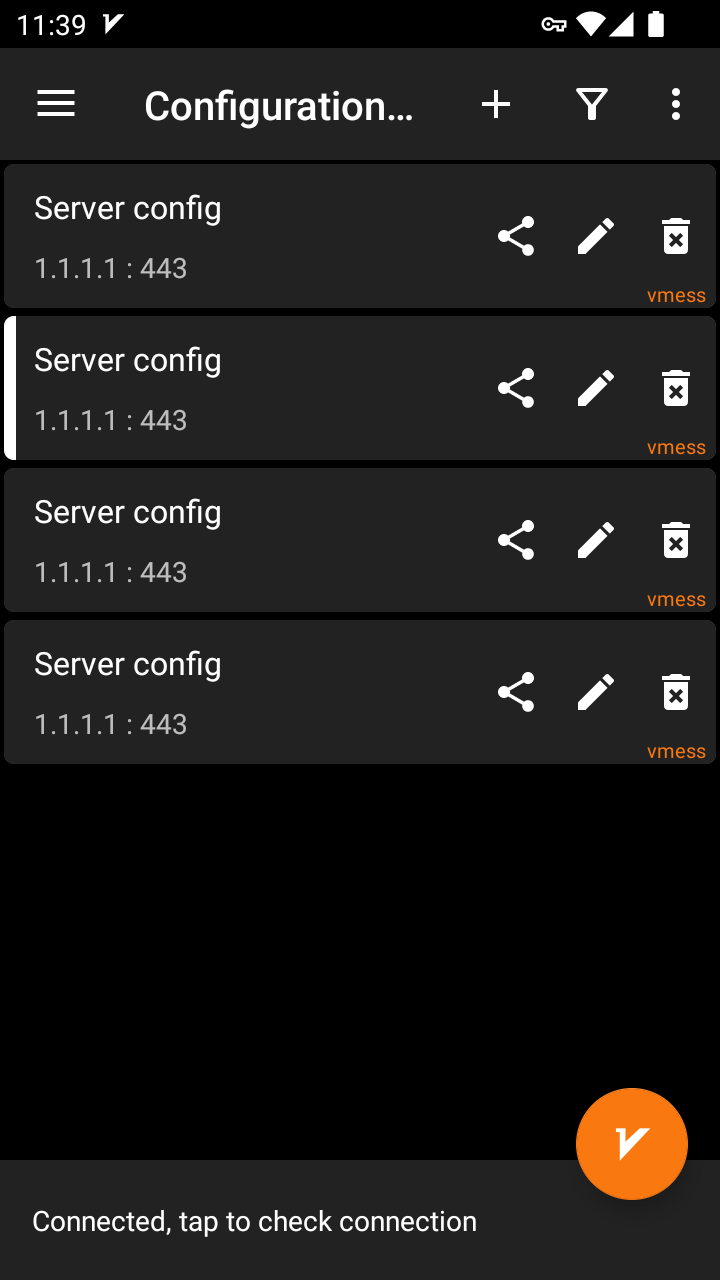 11:39
Configuration…
Server config
1.1.1.1 : 443
vmess
Server config
1.1.1.1 : 443
vmess
Server config
1.1.1.1 : 443
vmess
Server config
1.1.1.1 : 443
vmess
Connected, tap to check connection